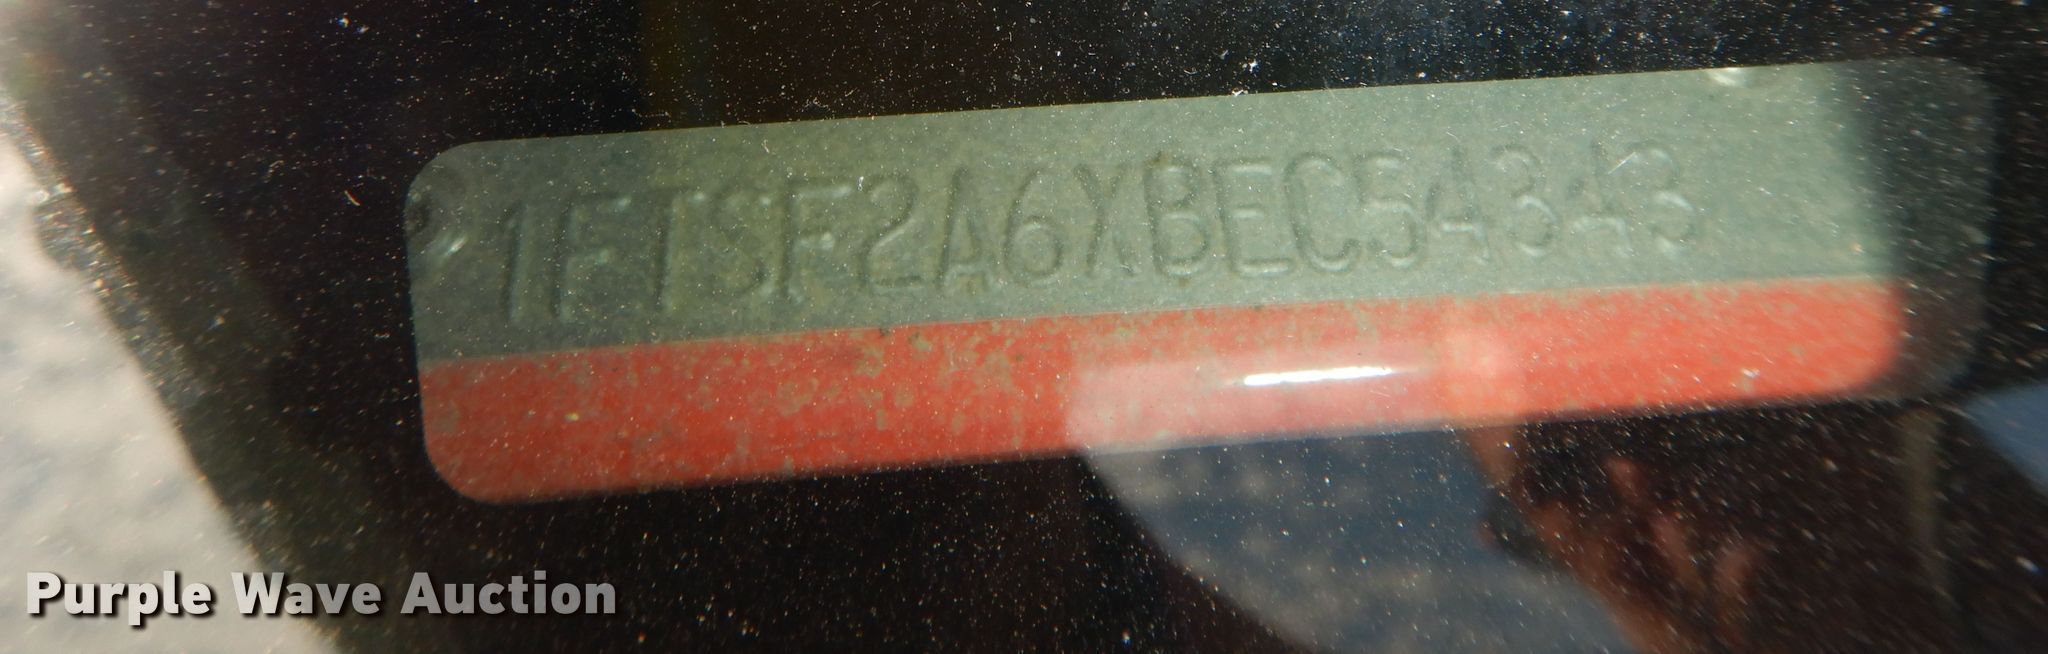 1FTSF2A6XBEC54343
Purple Wave Auction